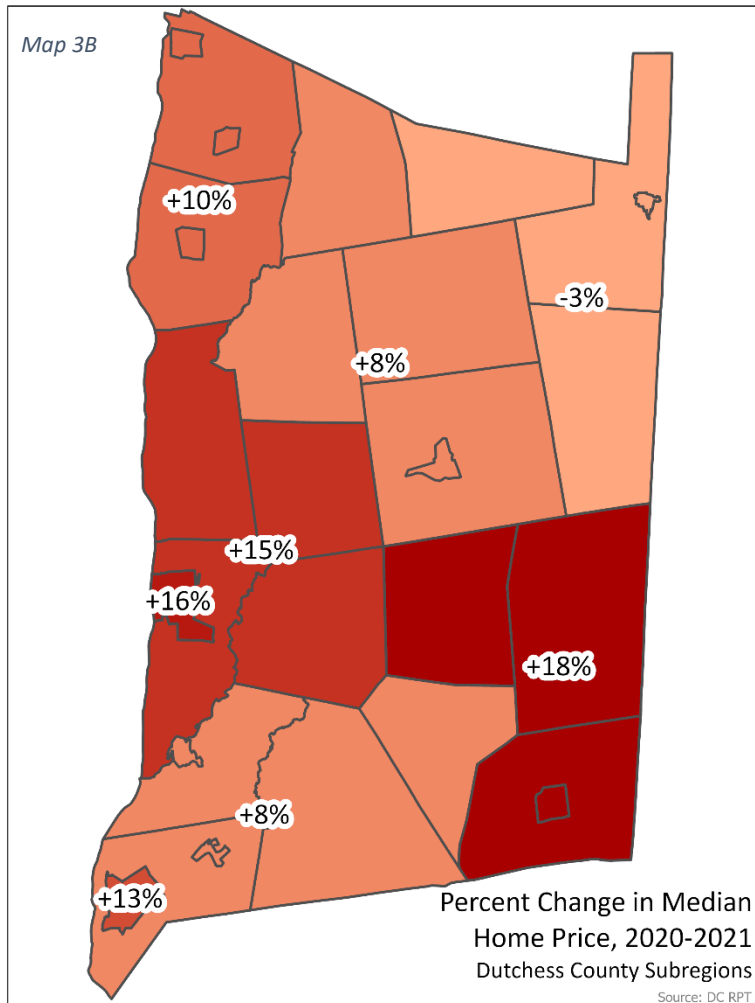 Map 3B
+10%
-3%
+8%
+15%
+16%
+18%
+8%
+13%
Percent Change in Median
Home Price, 2020-2021
Dutchess County Subregions
Source: DC RPT